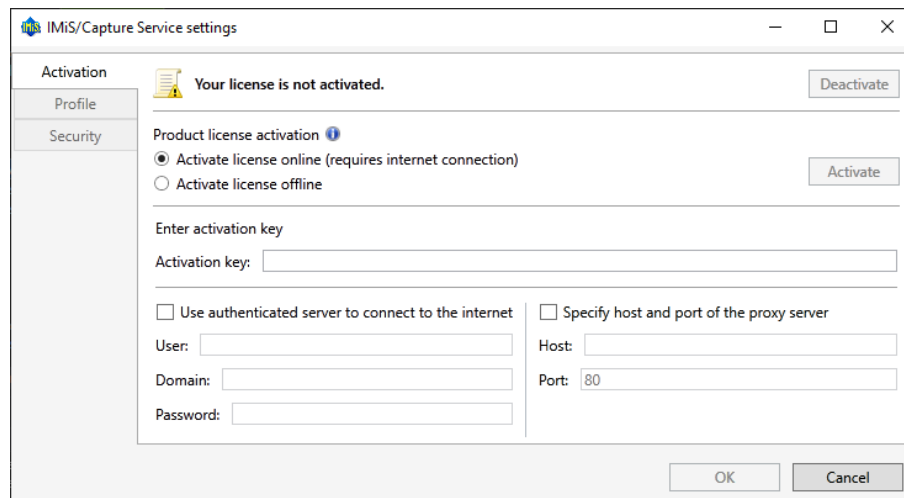 IMiS/Capture Service settings
Activation
Profile
Security
Your license is not activated.
Deactivate
Product license activation
Activate license online (requires internet connection)
Activate license offline
Activate
Enter activation key
Activation key:
Use authenticated server to connect to the internet
User:
Domain:
Password:
Specify host and port of the proxy server
Host:
Port: 80
OK
Cancel